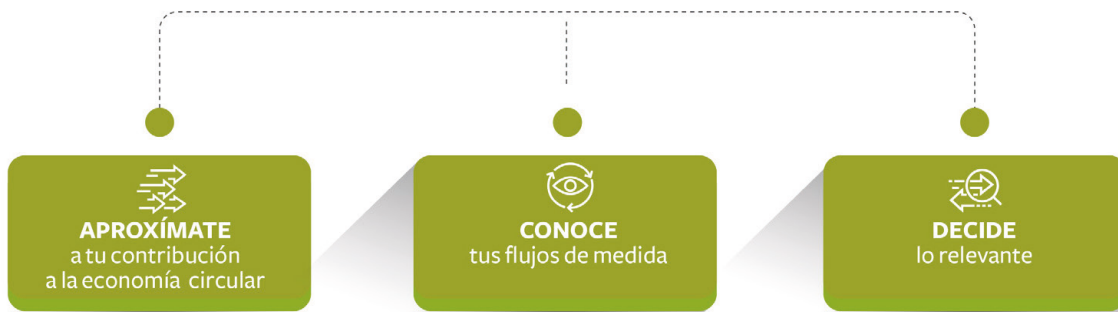 APROXÍMATE
a tu contribución
a la economía circular
CONOCE
tus flujos de medida
DECIDE
lo relevante